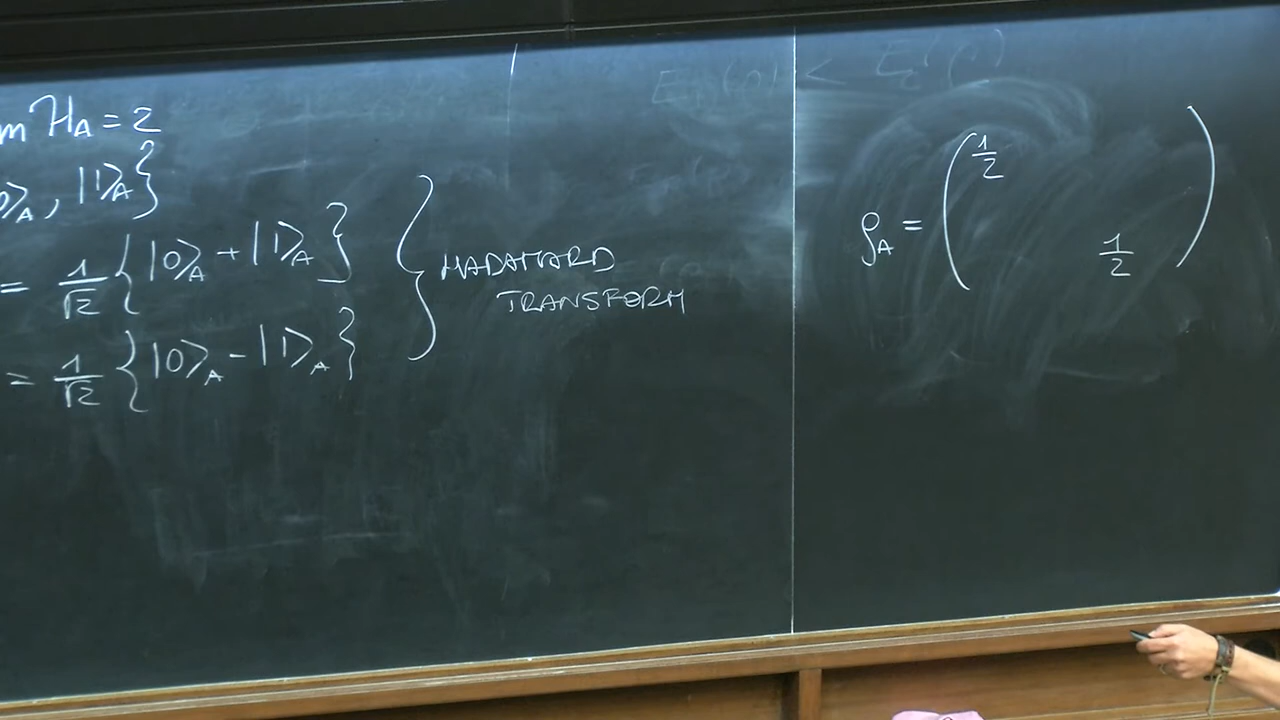 m H_A = 2
0⟩_A , |1⟩_A}
= 1/√2 {|0⟩_A + |1⟩_A}
= 1/√2 {|0⟩_A - |1⟩_A}
} HADAMARD
TRANSFORM
ρ_A = ( 1/2
1/2 )